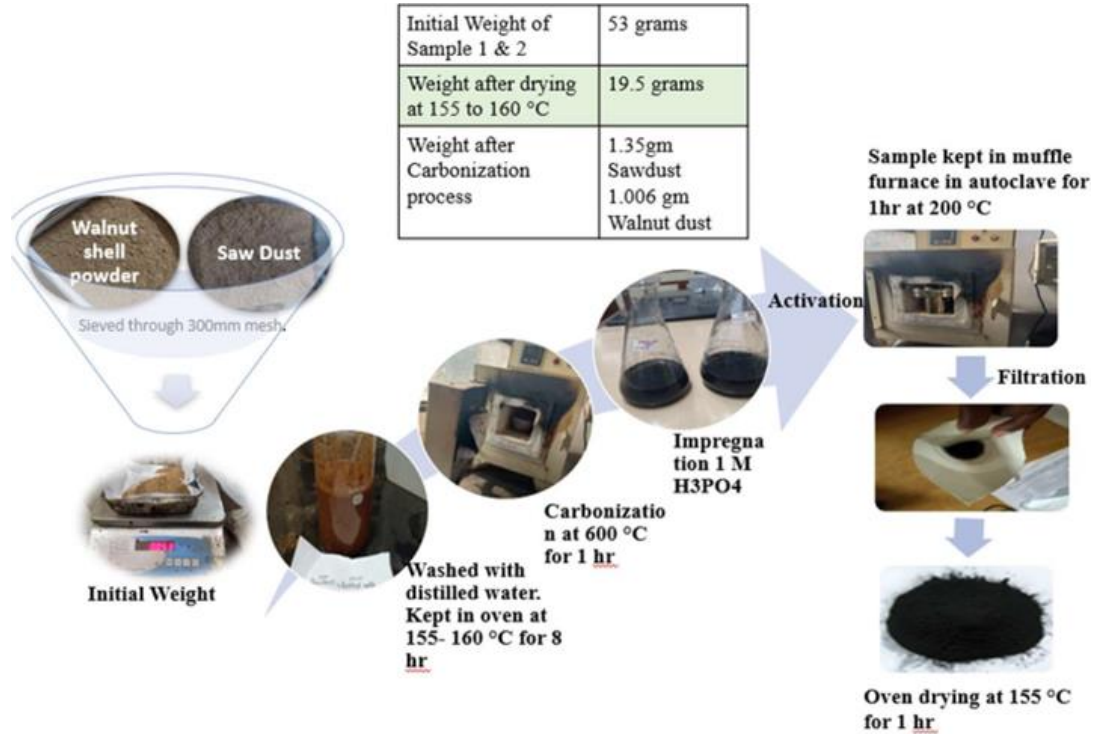 Initial Weight of
Sample 1 & 2
53 grams
Weight after drying
at 155 to 160 °C
19.5 grams
Weight after
Carbonization
process
1.35gm
Sawdust
1.006 gm
Walnut dust
Walnut
shell
powder
Saw Dust
Sieved through 300mm mesh.
Initial Weight
Washed with
distilled water.
Kept in oven at
155- 160 °C for 8
hr
Carbonizatio
n at 600 °C
for 1 hr
Impregna
tion 1 M
H3PO4
Activation
Sample kept in muffle
furnace in autoclave for
1hr at 200 °C
Filtration
Oven drying at 155 °C
for 1 hr